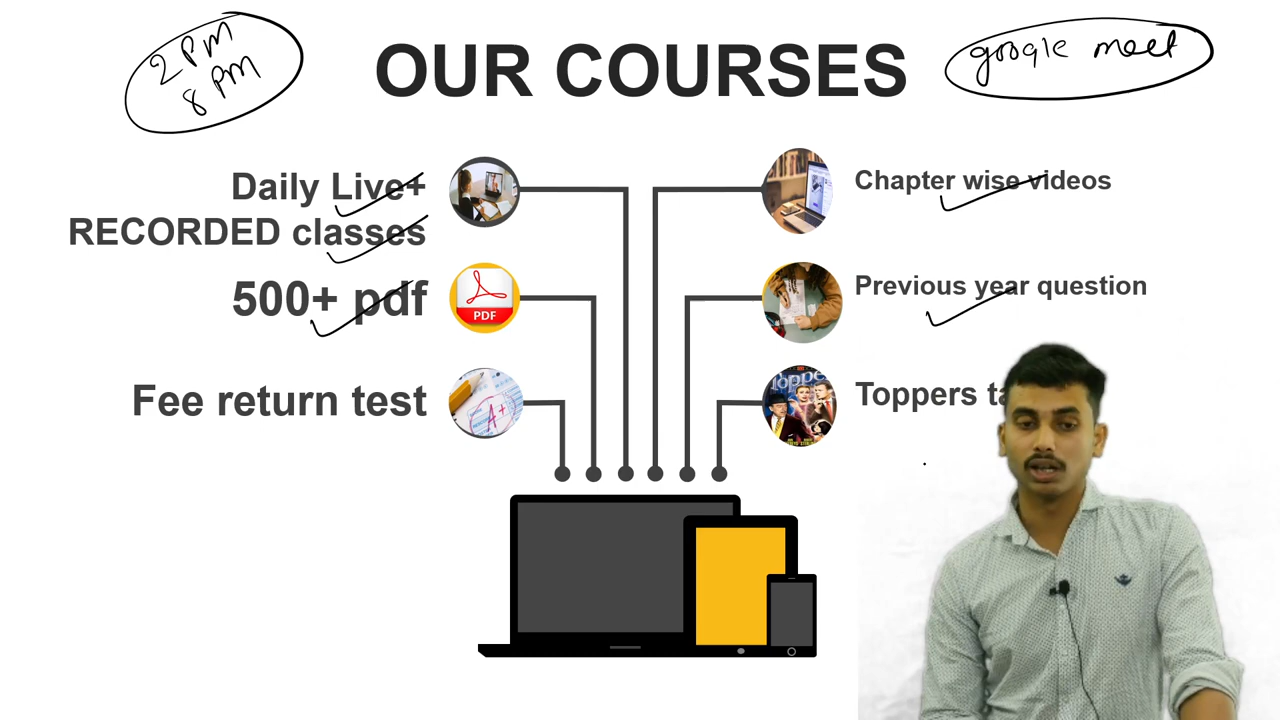 2 PM
8 PM
OUR COURSES
google meet
Daily Live+
RECORDED classes
500+ pdf
PDF
Fee return test
A+
Chapter wise videos
Previous year question
Toppers